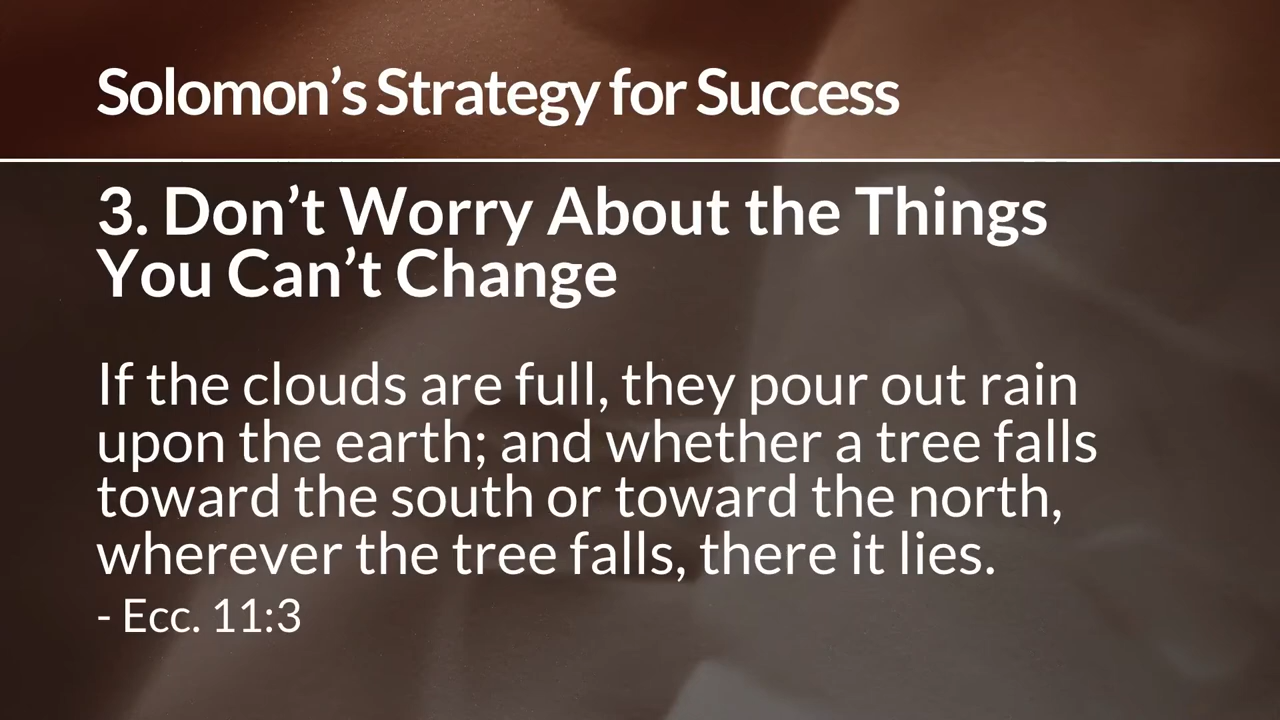 Solomon’s Strategy for Success
3. Don’t Worry About the Things
You Can’t Change
If the clouds are full, they pour out rain
upon the earth; and whether a tree falls
toward the south or toward the north,
wherever the tree falls, there it lies.
- Ecc. 11:3